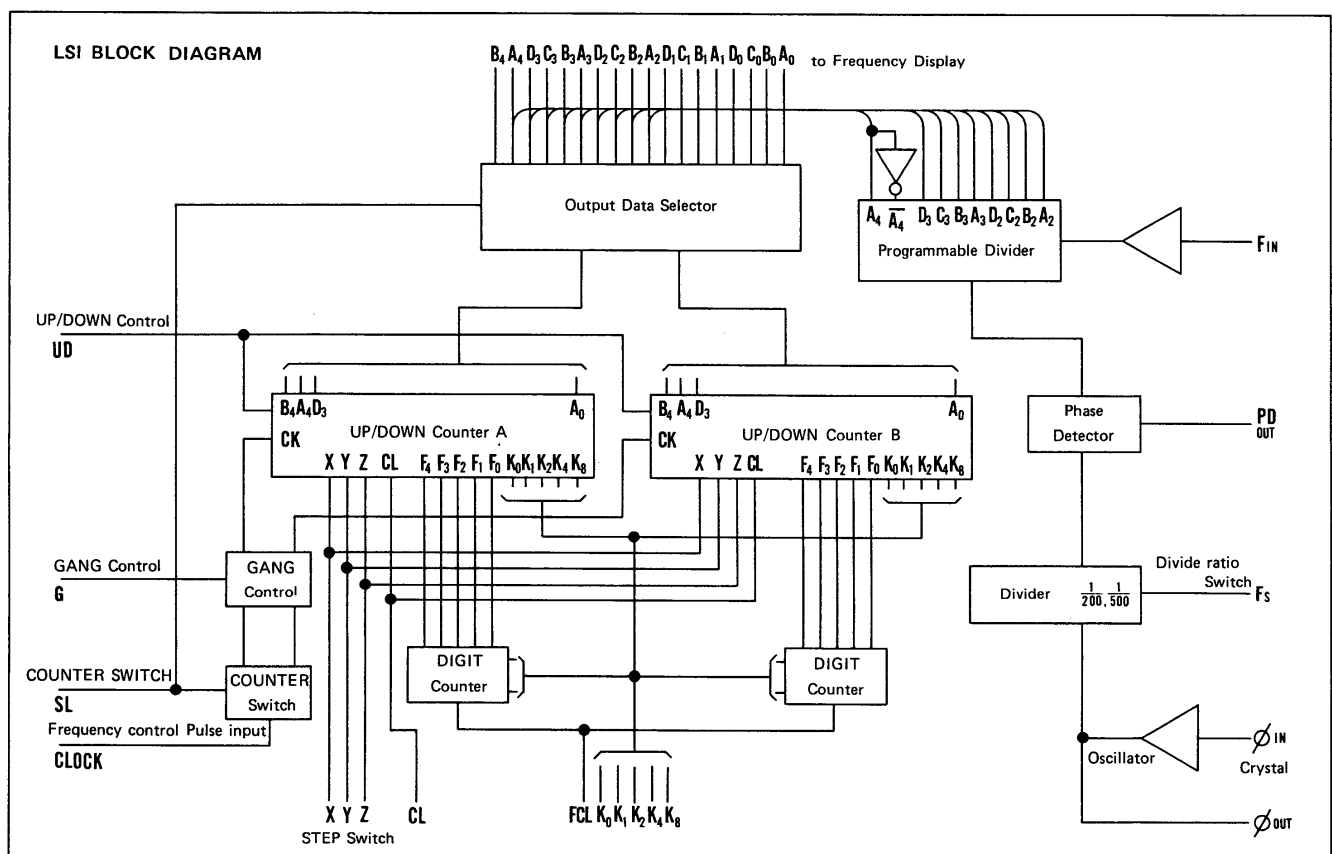 LSI BLOCK DIAGRAM
B4 A4 D3 C3 B3 A3 D2 C2 B2 A2 D1 C1 B1 A1 D0 C0 B0 A0 to Frequency Display
Output Data Selector
A4 A̅4̅ D3 C3 B3 A3 D2 C2 B2 A2
Programmable Divider
FIN
UP/DOWN Control
UD
B4 A4 D3 A0
CK
UP/DOWN Counter A
X Y Z CL F4 F3 F2 F1 F0 K0 K1 K2 K4 K8
B4 A4 D3 A0
CK
UP/DOWN Counter B
X Y Z CL F4 F3 F2 F1 F0 K0 K1 K2 K4 K8
Phase
Detector
PD
OUT
GANG Control
G
GANG
Control
Divider 1/200, 1/500
Divide ratio
Switch
FS
COUNTER SWITCH
SL
COUNTER
Switch
DIGIT
Counter
DIGIT
Counter
Frequency control Pulse input
CLOCK
Oscillator
∅IN
Crystal
X Y Z CL
STEP Switch
FCL K0 K1 K2 K4 K8
∅OUT